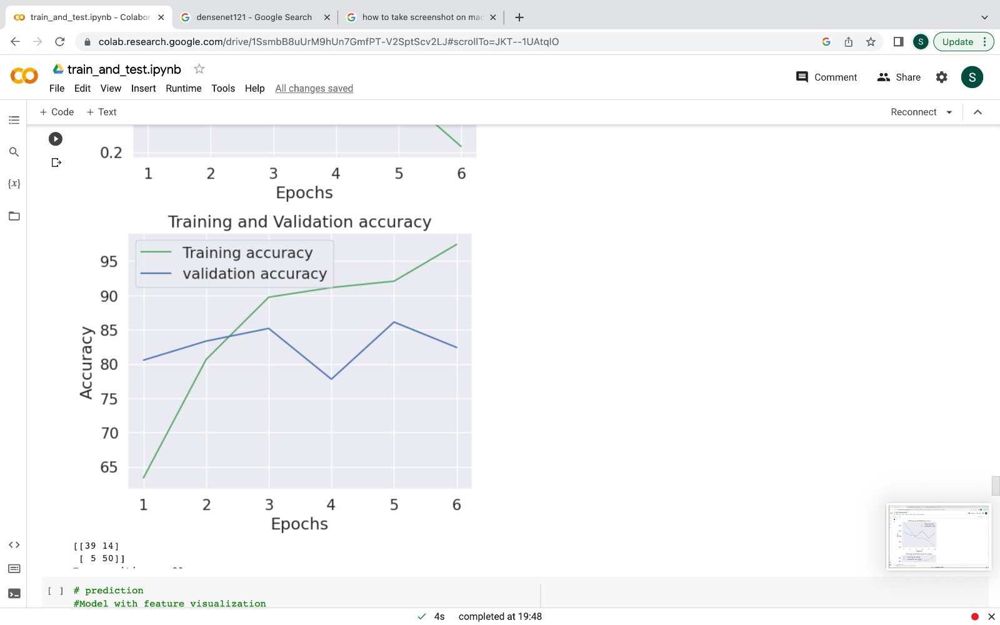 train_and_test.ipynb - Colabor
densenet121 - Google Search
how to take screenshot on mac
colab.research.google.com/drive/1SsmbB8uUrM9hUn7GmfPT-V2SptScv2LJ#scrollTo=JKT--1UAtqlO
S
Update
train_and_test.ipynb
File Edit View Insert Runtime Tools Help All changes saved
Comment
Share
S
+ Code + Text
Reconnect
0.2
1 2 3 4 5 6
Epochs
Training and Validation accuracy
Training accuracy
validation accuracy
95
90
85
80
75
70
65
Accuracy
1 2 3 4 5 6
Epochs
[[39 14]
[ 5 50]]
[ ] # prediction
#Model with feature visualization
4s completed at 19:48